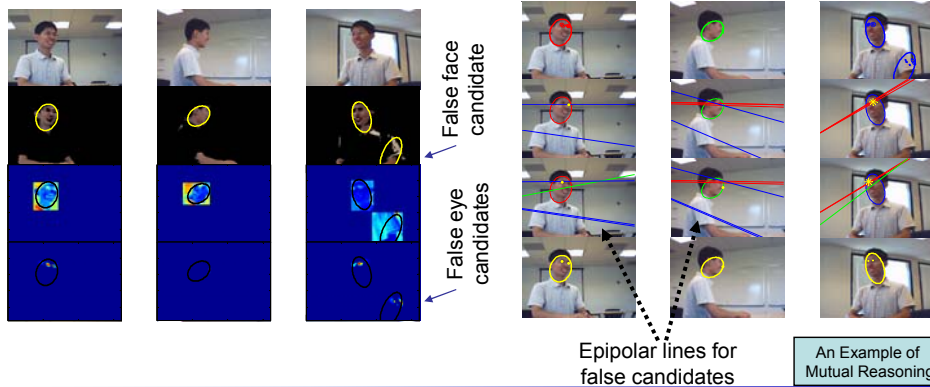 False face
candidate
False eye
candidates
Epipolar lines for
false candidates
An Example of
Mutual Reasoning